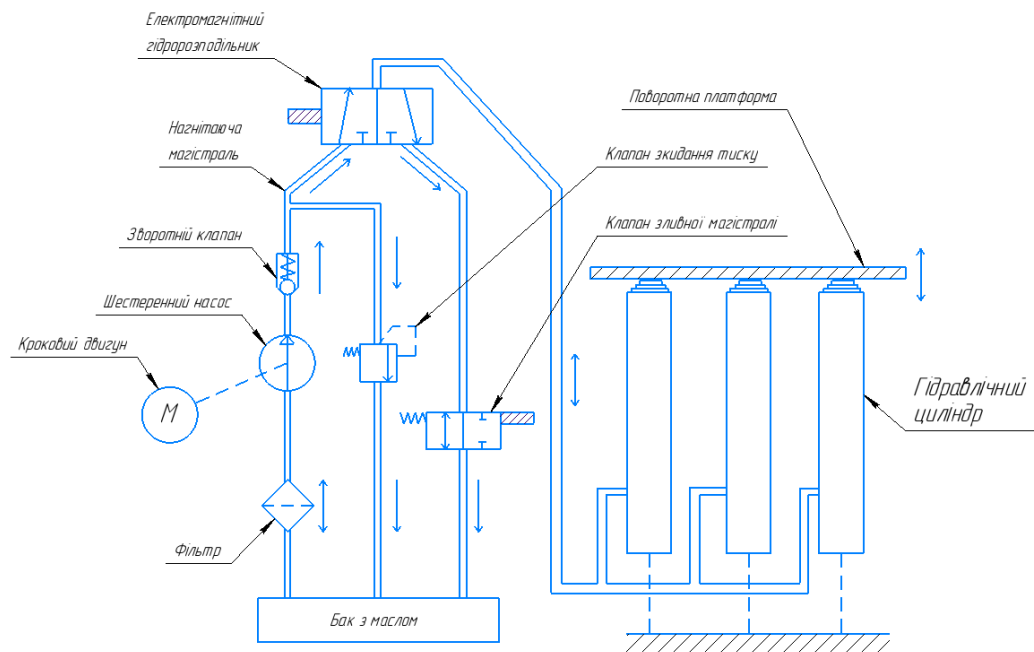 Електромагнітний
гідророзподільник
Нагнітаюча
магістраль
Зворотній клапан
Шестеренний насос
Кроковий двигун
М
Фільтр
Бак з маслом
Поворотна платформа
Клапан зкидання тиску
Клапан зливної магістралі
Гідравлічний
циліндр